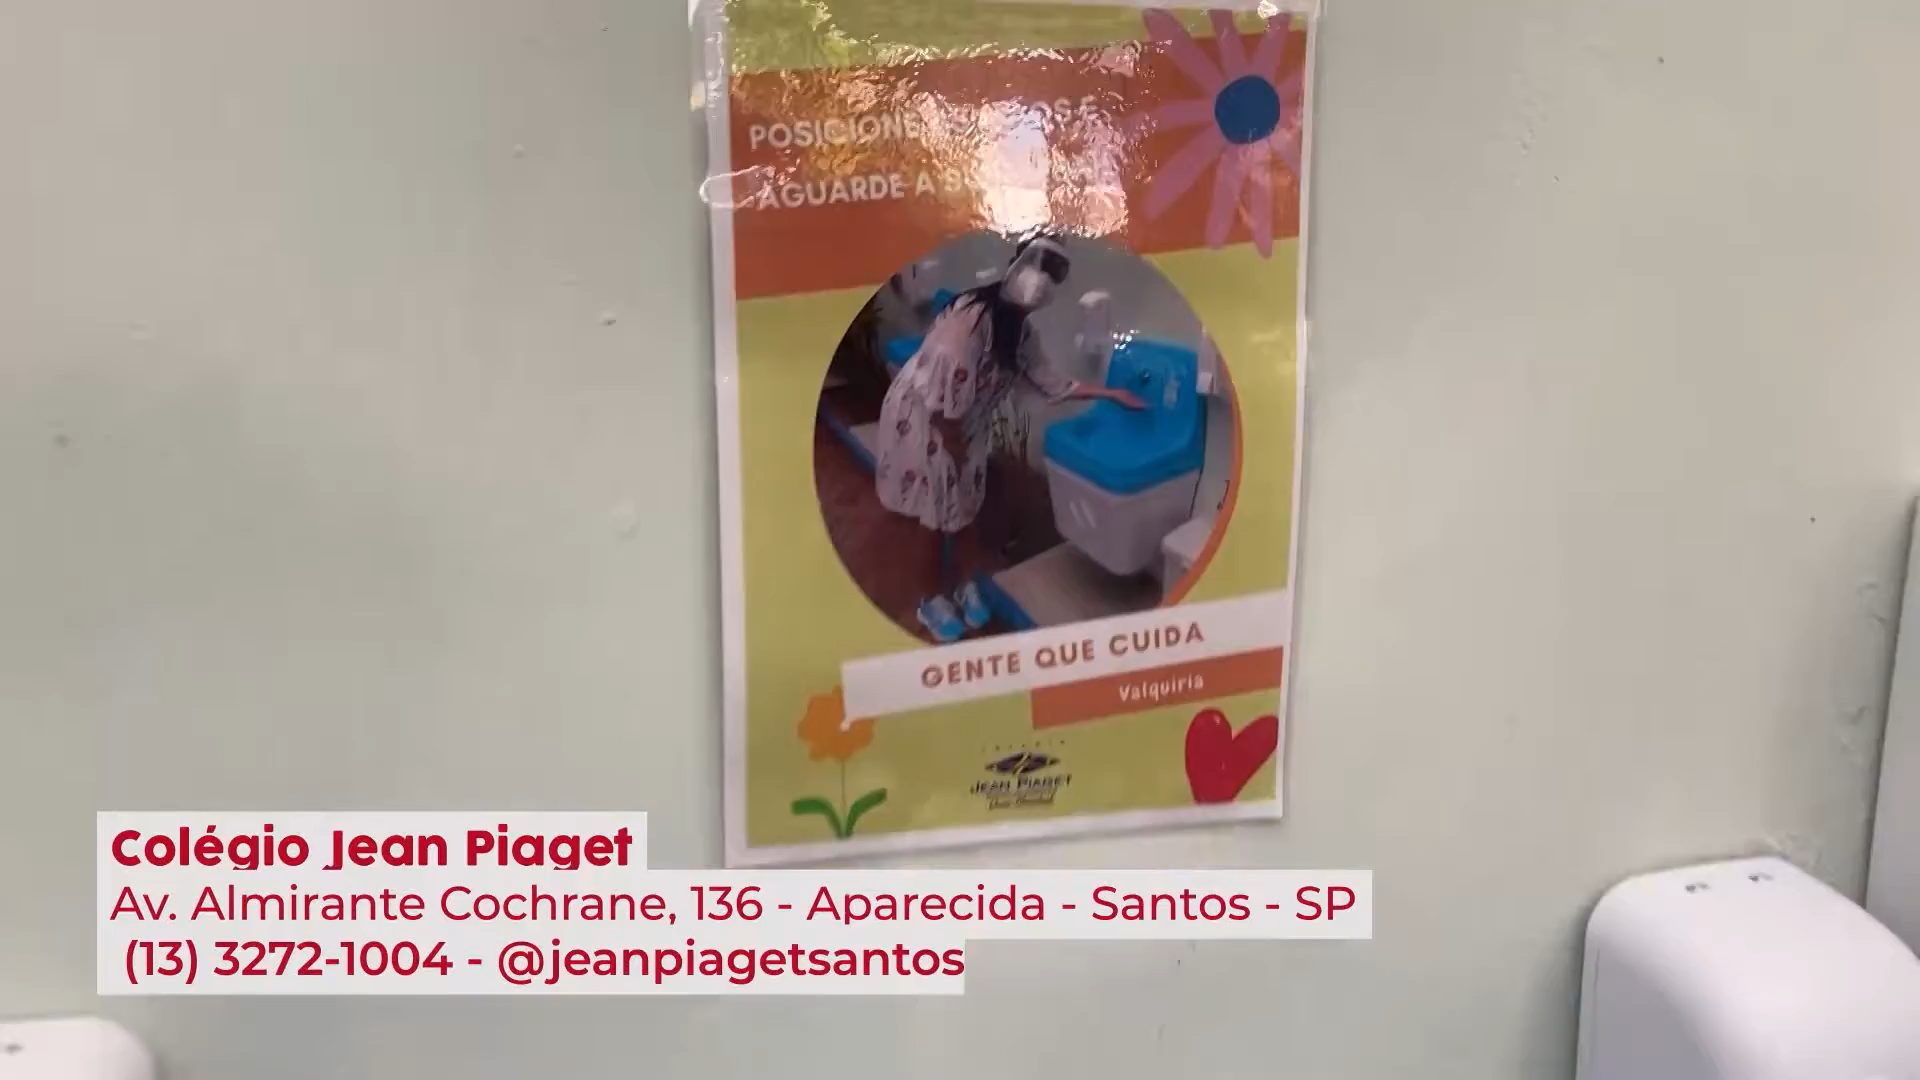 POSICIONE
AGUARDE A
GENTE QUE CUIDA
Valquiria
JEAN PIAGET
Colégio Jean Piaget
Av. Almirante Cochrane, 136 - Aparecida - Santos - SP
(13) 3272-1004 - @jeanpiagetsantos